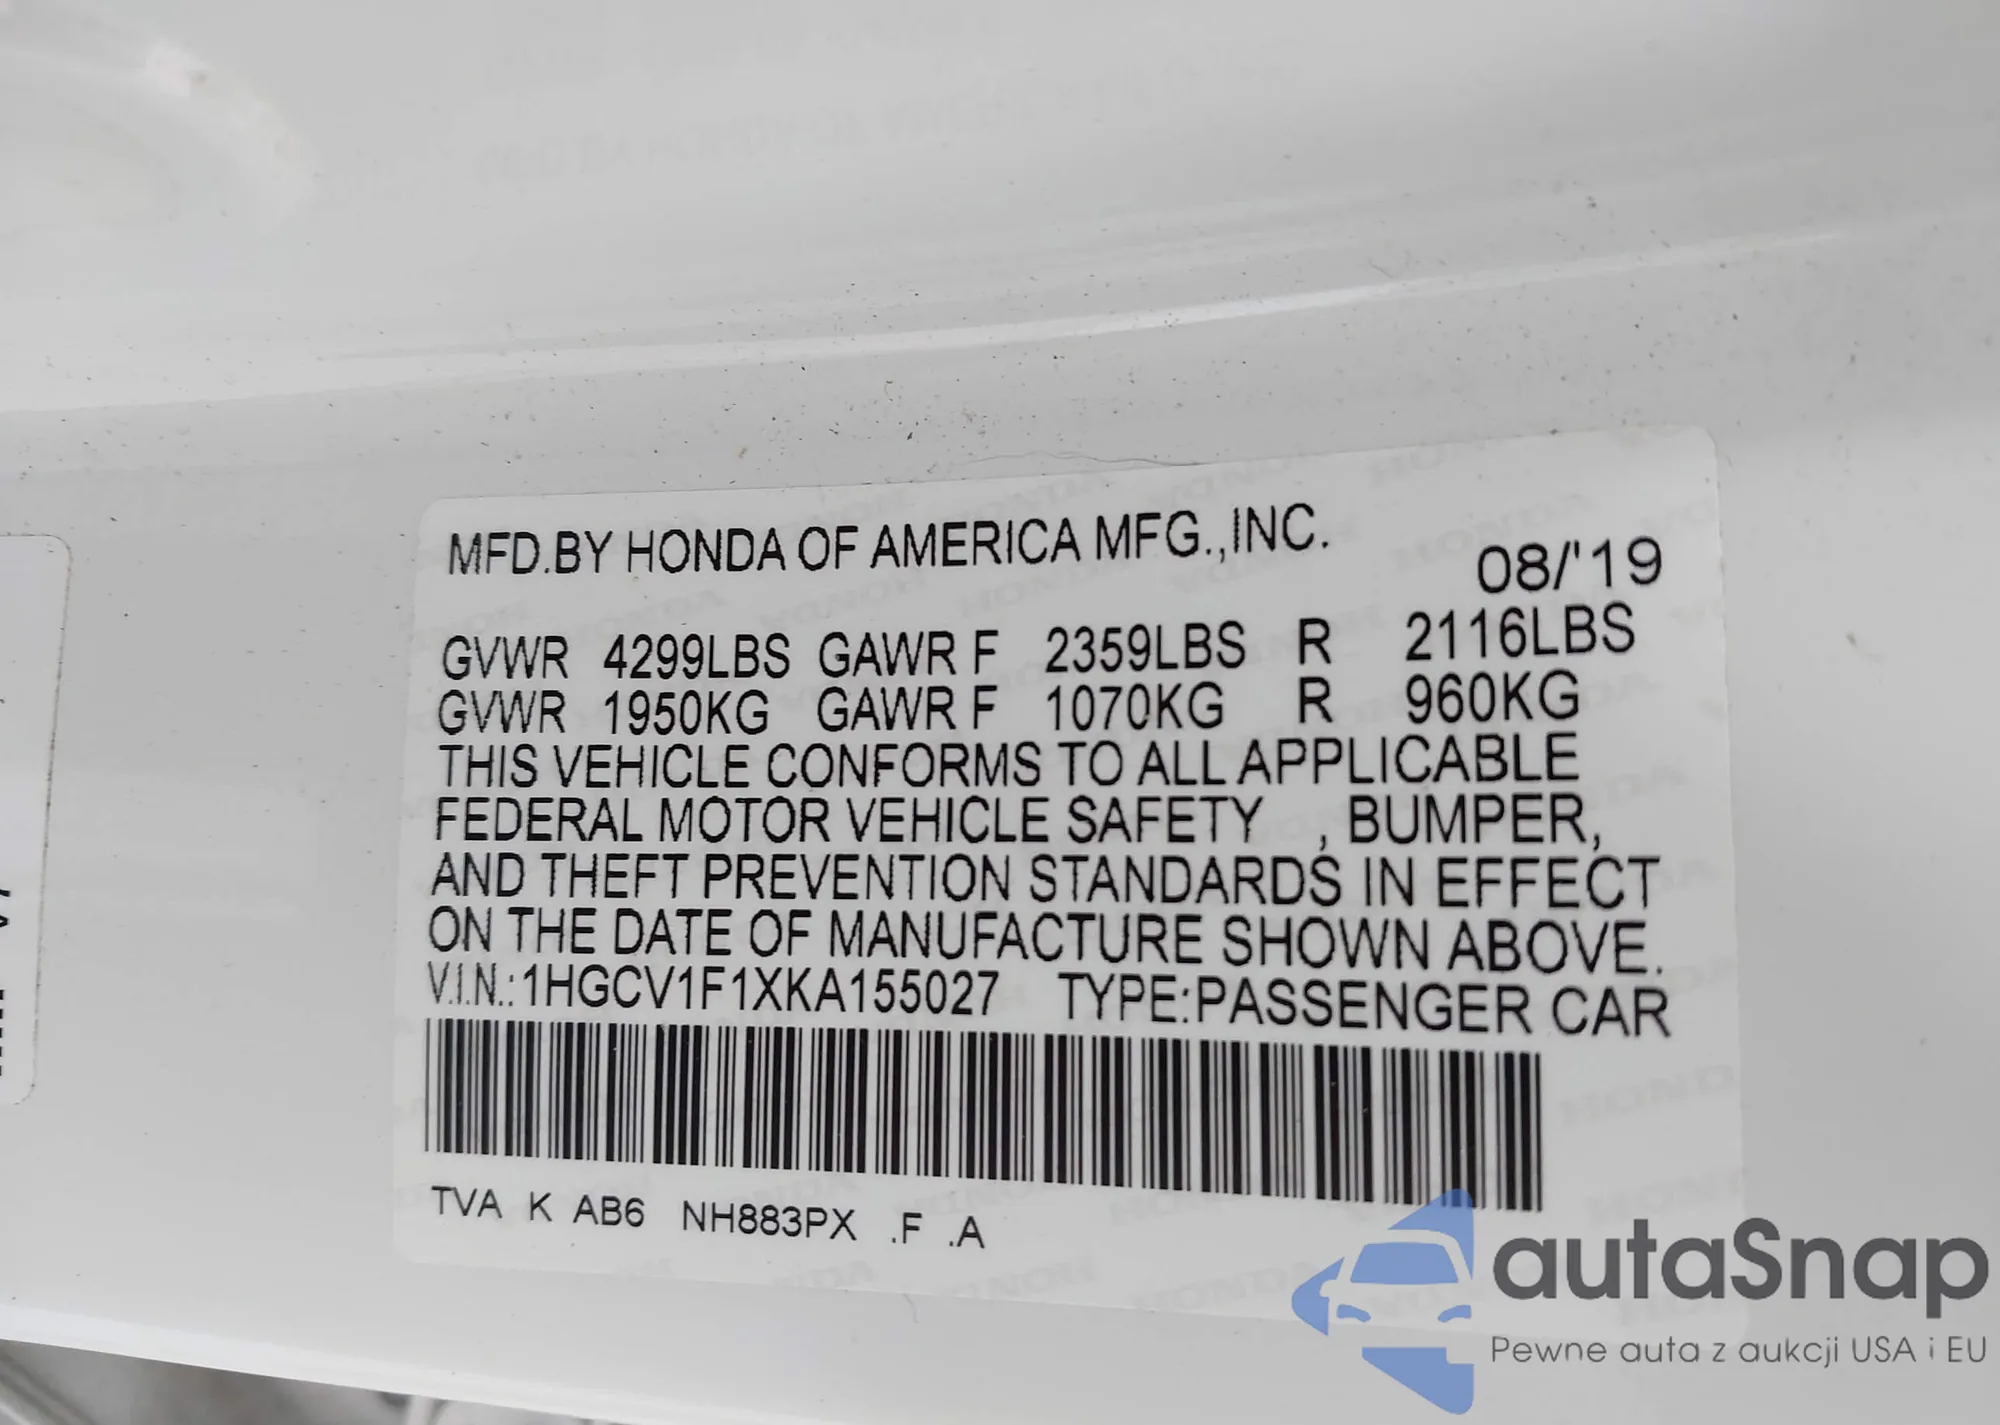 MFD.BY HONDA OF AMERICA MFG.,INC.
08/'19
GVWR 4299LBS GAWR F 2359LBS R 2116LBS
GVWR 1950KG GAWR F 1070KG R 960KG
THIS VEHICLE CONFORMS TO ALL APPLICABLE
FEDERAL MOTOR VEHICLE SAFETY , BUMPER,
AND THEFT PREVENTION STANDARDS IN EFFECT
ON THE DATE OF MANUFACTURE SHOWN ABOVE.
V.I.N.:1HGCV1F1XKA155027 TYPE:PASSENGER CAR
TVA K AB6 NH883PX .F .A
autaSnap
Pewne auta z aukcji USA i EU